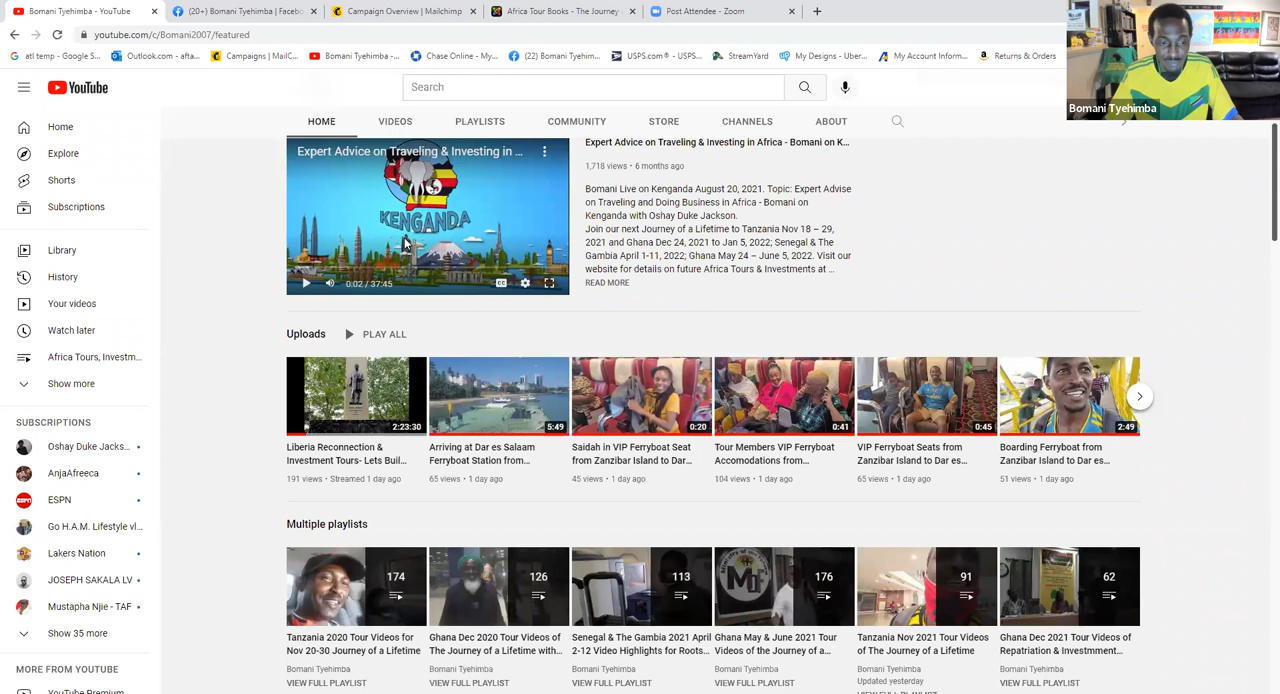 Bomani Tyehimba - YouTube
(20+) Bomani Tyehimba | Facebo
Campaign Overview | Mailchimp
Africa Tour Books - The Journey
Post Attendee - Zoom
youtube.com/c/Bomani2007/featured
atl temp - Google S...
Outlook.com - afta...
Campaigns | MailC...
Bomani Tyehimba -...
Chase Online - My...
(22) Bomani Tyehim...
USPS.com® - USPS...
StreamYard
My Designs - Uber...
My Account Inform...
Returns & Orders
Bomani Tyehimba
YouTube
Search
HOME
VIDEOS
PLAYLISTS
COMMUNITY
STORE
CHANNELS
ABOUT
Home
Explore
Shorts
Subscriptions
Library
History
Your videos
Watch later
Africa Tours, Investm...
Show more
SUBSCRIPTIONS
Oshay Duke Jacks...
AnjaAfreeca
ESPN
Go H.A.M. Lifestyle vl...
Lakers Nation
JOSEPH SAKALA LV
Mustapha Njie - TAF
Show 35 more
MORE FROM YOUTUBE
YouTube Premium
Expert Advice on Traveling & Investing in ...
KENGANDA
0:02 / 37:45
Expert Advice on Traveling & Investing in Africa - Bomani on K...
1,718 views • 6 months ago
Bomani Live on Kenganda August 20, 2021. Topic: Expert Advise
on Traveling and Doing Business in Africa - Bomani on
Kenganda with Oshay Duke Jackson.
Join our next Journey of a Lifetime to Tanzania Nov 18 – 29,
2021 and Ghana Dec 24, 2021 to Jan 5, 2022; Senegal & The
Gambia April 1-11, 2022; Ghana May 24 – June 5, 2022. Visit our
website for details on future Africa Tours & Investments at ...
READ MORE
Uploads
PLAY ALL
2:23:30
5:49
0:20
0:41
0:45
2:49
Liberia Reconnection &
Investment Tours- Lets Buil...
191 views • Streamed 1 day ago
Arriving at Dar es Salaam
Ferryboat Station from...
65 views • 1 day ago
Saidah in VIP Ferryboat Seat
from Zanzibar Island to Dar...
45 views • 1 day ago
Tour Members VIP Ferryboat
Accomodations from...
104 views • 1 day ago
VIP Ferryboat Seats from
Zanzibar Island to Dar es...
65 views • 1 day ago
Boarding Ferryboat from
Zanzibar Island to Dar es...
51 views • 1 day ago
Multiple playlists
174
126
113
176
91
62
Tanzania 2020 Tour Videos for
Nov 20-30 Journey of a Lifetime
Bomani Tyehimba
VIEW FULL PLAYLIST
Ghana Dec 2020 Tour Videos of
The Journey of a Lifetime with...
Bomani Tyehimba
VIEW FULL PLAYLIST
Senegal & The Gambia 2021 April
2-12 Video Highlights for Roots...
Bomani Tyehimba
VIEW FULL PLAYLIST
Ghana May & June 2021 Tour
Videos of the Journey of a...
Bomani Tyehimba
VIEW FULL PLAYLIST
Tanzania Nov 2021 Tour Videos
of The Journey of a Lifetime
Bomani Tyehimba
Updated yesterday
VIEW FULL PLAYLIST
Ghana Dec 2021 Tour Videos of
Repatriation & Investmment...
Bomani Tyehimba
VIEW FULL PLAYLIST